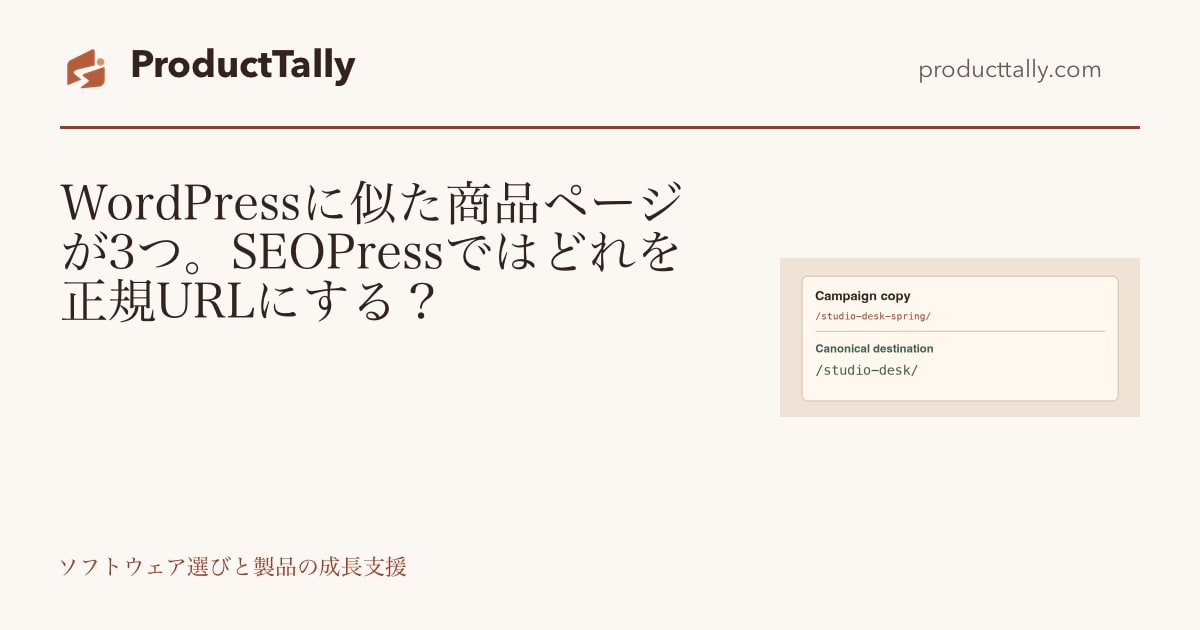 ProductTally
producttally.com
WordPressに似た商品ページ
が3つ。SEOPressではどれを
正規URLにする？
Campaign copy
/studio-desk-spring/
Canonical destination
/studio-desk/
ソフトウェア選びと製品の成長支援